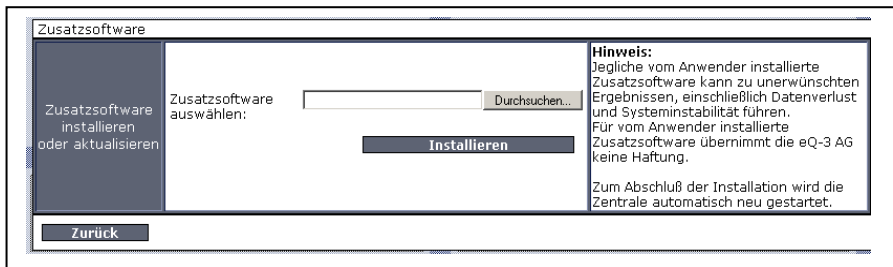 Zusatzsoftware
Zusatzsoftware
installieren
oder aktualisieren
Zusatzsoftware
auswählen:
Durchsuchen...
Installieren
Hinweis:
Jegliche vom Anwender installierte
Zusatzsoftware kann zu unerwünschten
Ergebnissen, einschließlich Datenverlust
und Systeminstabilität führen.
Für vom Anwender installierte
Zusatzsoftware übernimmt die eQ-3 AG
keine Haftung.
Zum Abschluß der Installation wird die
Zentrale automatisch neu gestartet.
Zurück